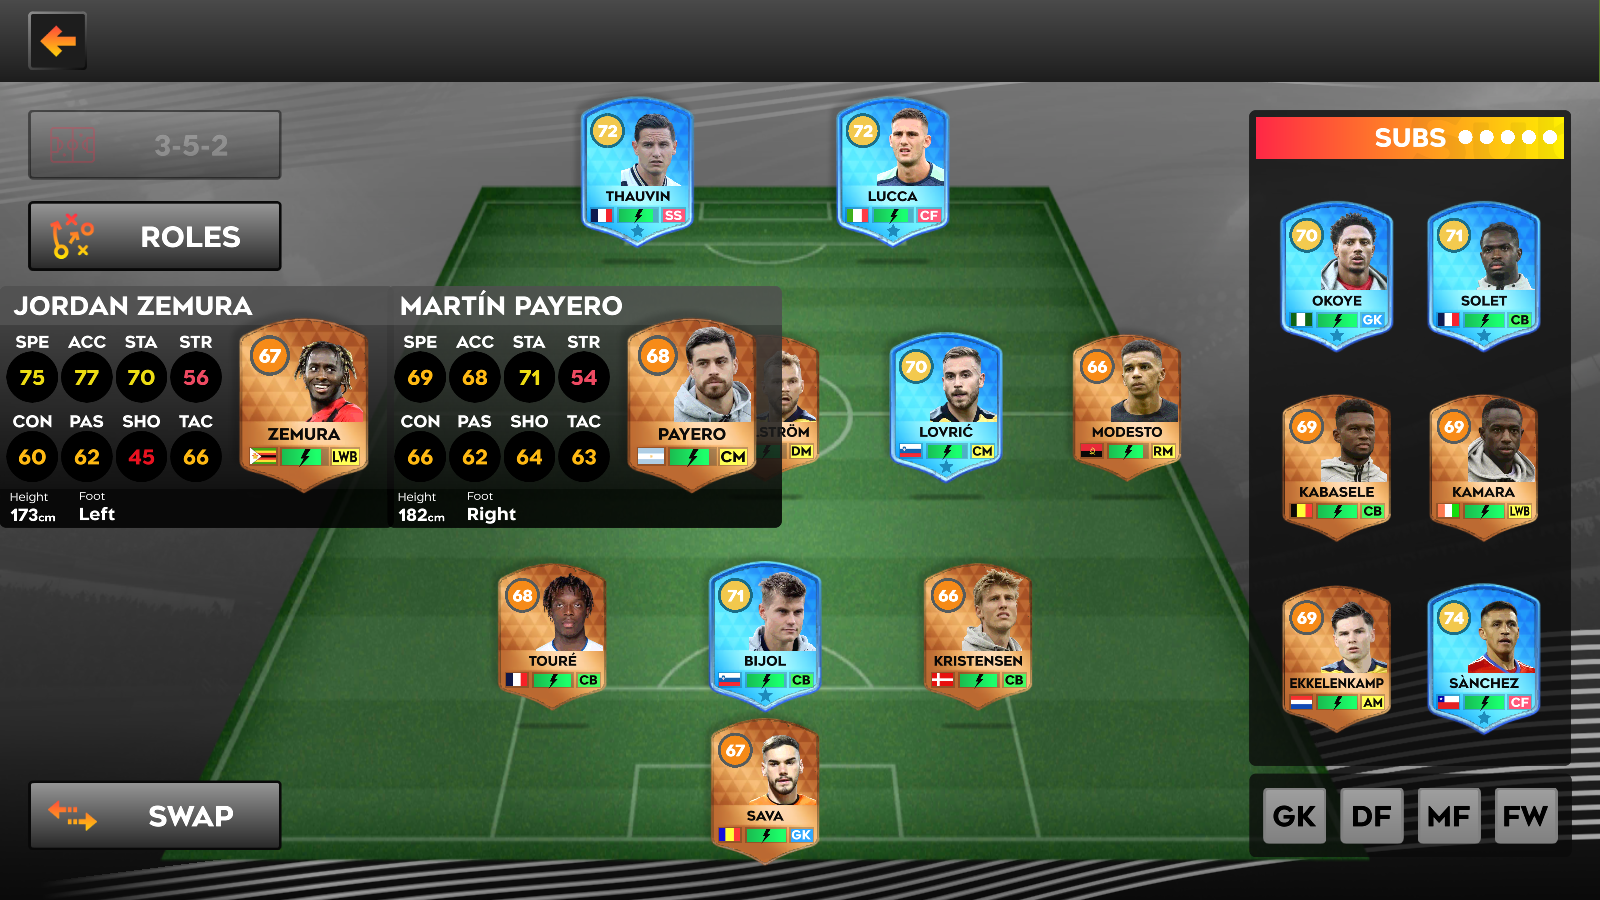 3-5-2
ROLES
72
THAUVIN
SS
72
LUCCA
CF
SUBS
70
OKOYE
GK
71
SOLET
CB
JORDAN ZEMURA
SPE ACC STA STR
75 77 70 56
CON PAS SHO TAC
60 62 45 66
Height Foot
173cm Left
67
ZEMURA
LWB
MARTÍN PAYERO
SPE ACC STA STR
69 68 71 54
CON PAS SHO TAC
66 62 64 63
Height Foot
182cm Right
68
PAYERO
CM
STRÖM
DM
70
LOVRIĆ
CM
66
MODESTO
RM
69
KABASELE
CB
69
KAMARA
LWB
68
TOURÉ
CB
71
BIJOL
CB
66
KRISTENSEN
CB
69
EKKELENKAMP
AM
74
SÀNCHEZ
CF
67
SAVA
GK
SWAP
GK DF MF FW